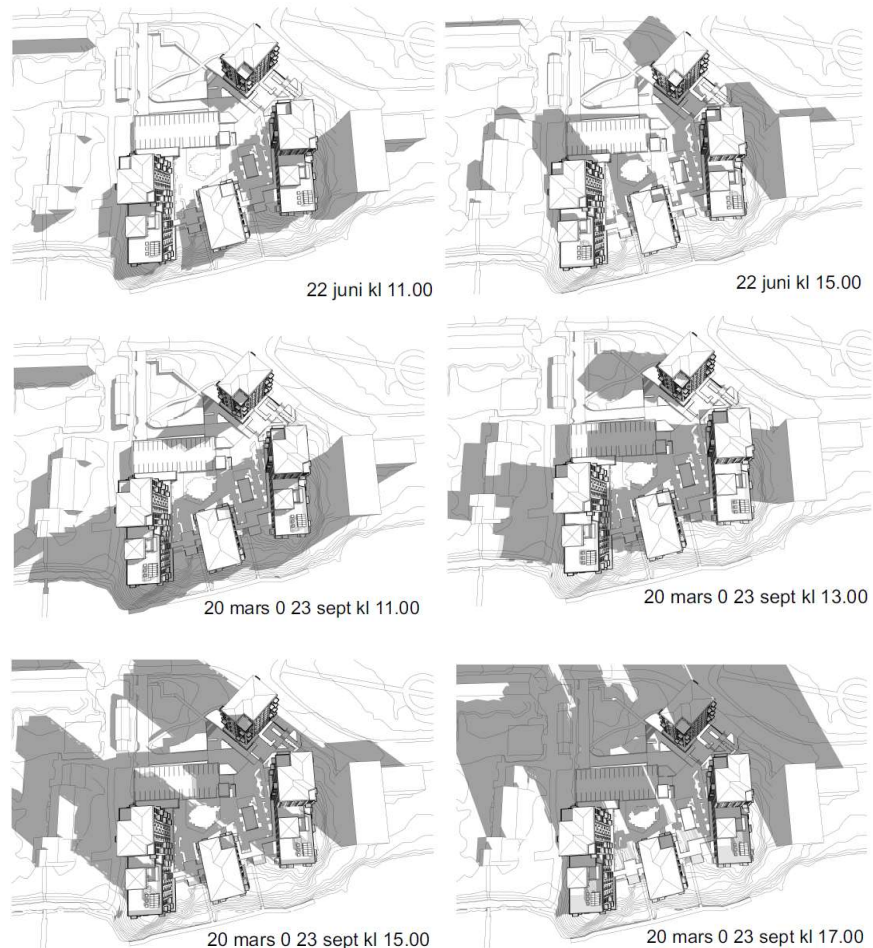 22 juni kl 11.00
22 juni kl 15.00
20 mars 0 23 sept kl 11.00
20 mars 0 23 sept kl 13.00
20 mars 0 23 sept kl 15.00
20 mars 0 23 sept kl 17.00